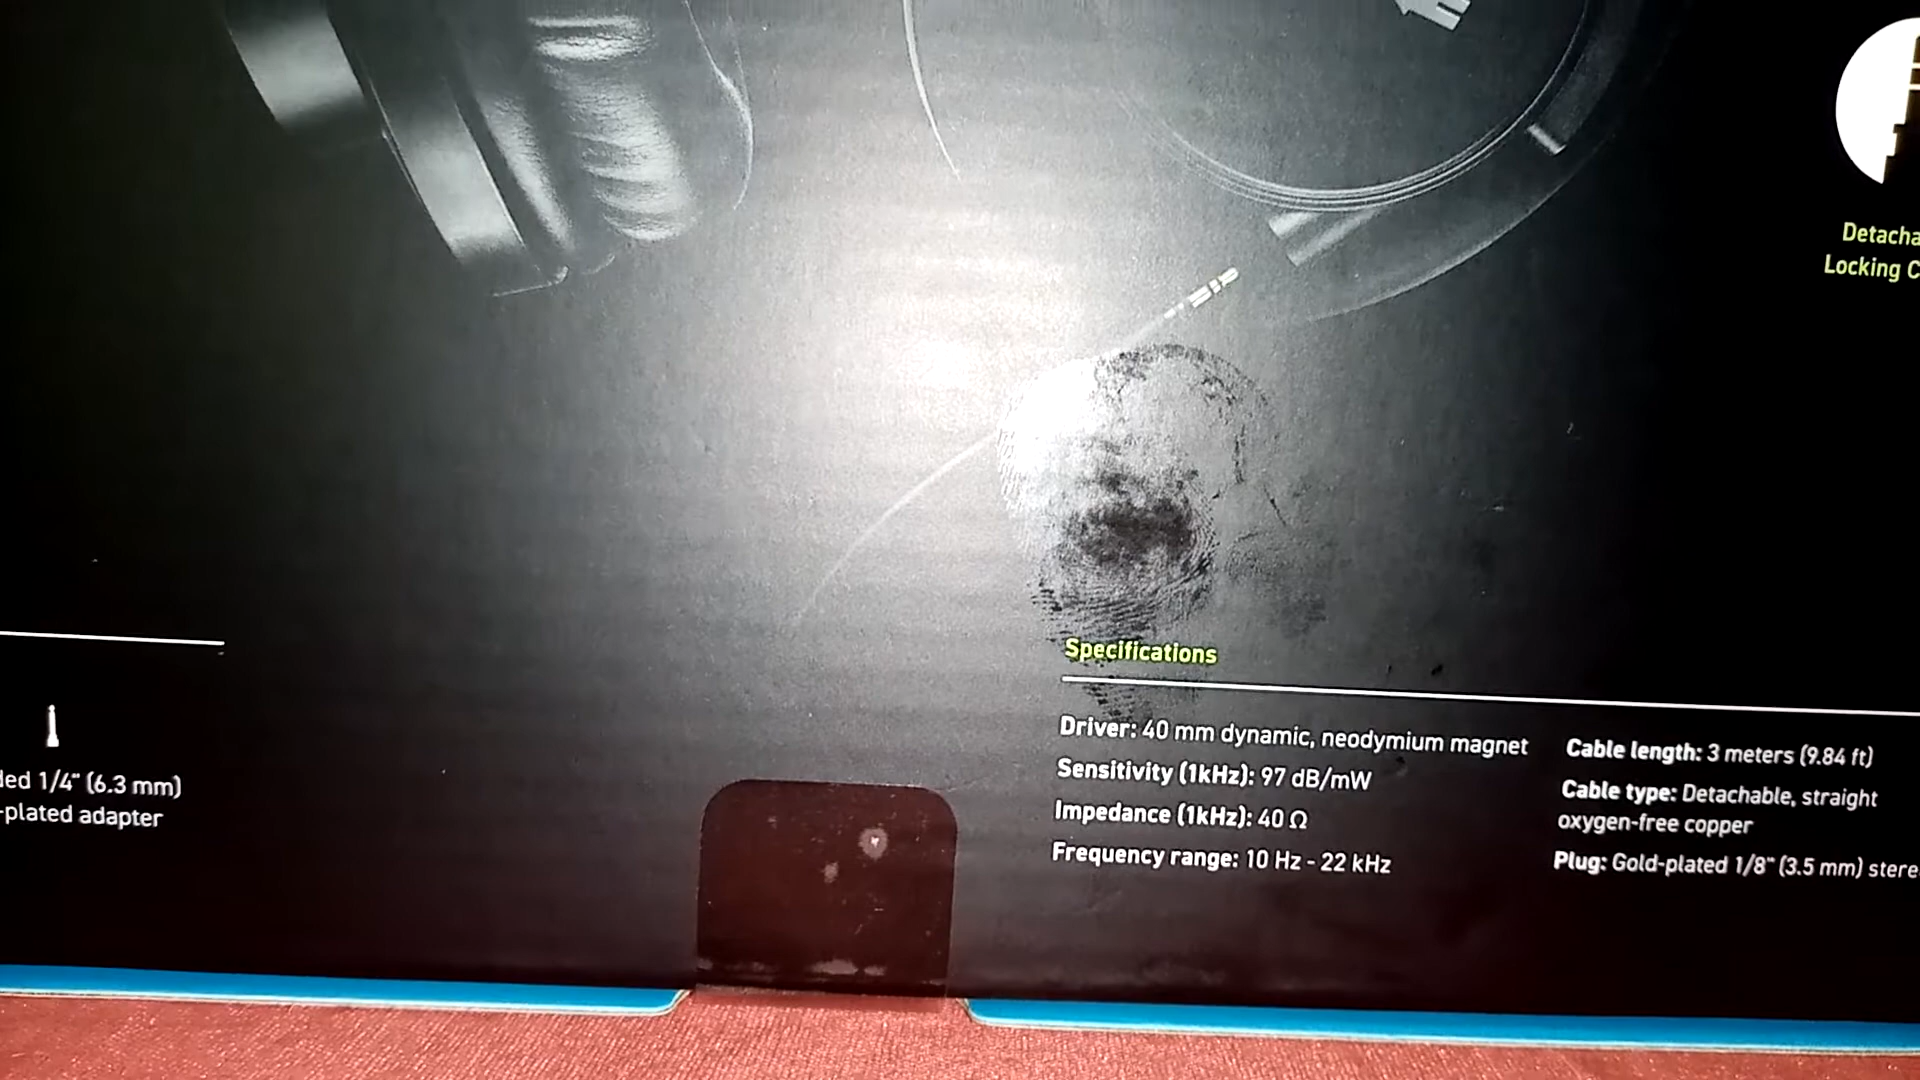 Detacha
Locking C
1/4" (6.3 mm)
-plated adapter
Specifications
Driver: 40 mm dynamic, neodymium magnet
Sensitivity (1kHz): 97 dB/mW
Impedance (1kHz): 40 Ω
Frequency range: 10 Hz - 22 kHz
Cable length: 3 meters (9.84 ft)
Cable type: Detachable, straight
oxygen-free copper
Plug: Gold-plated 1/8" (3.5 mm) stere